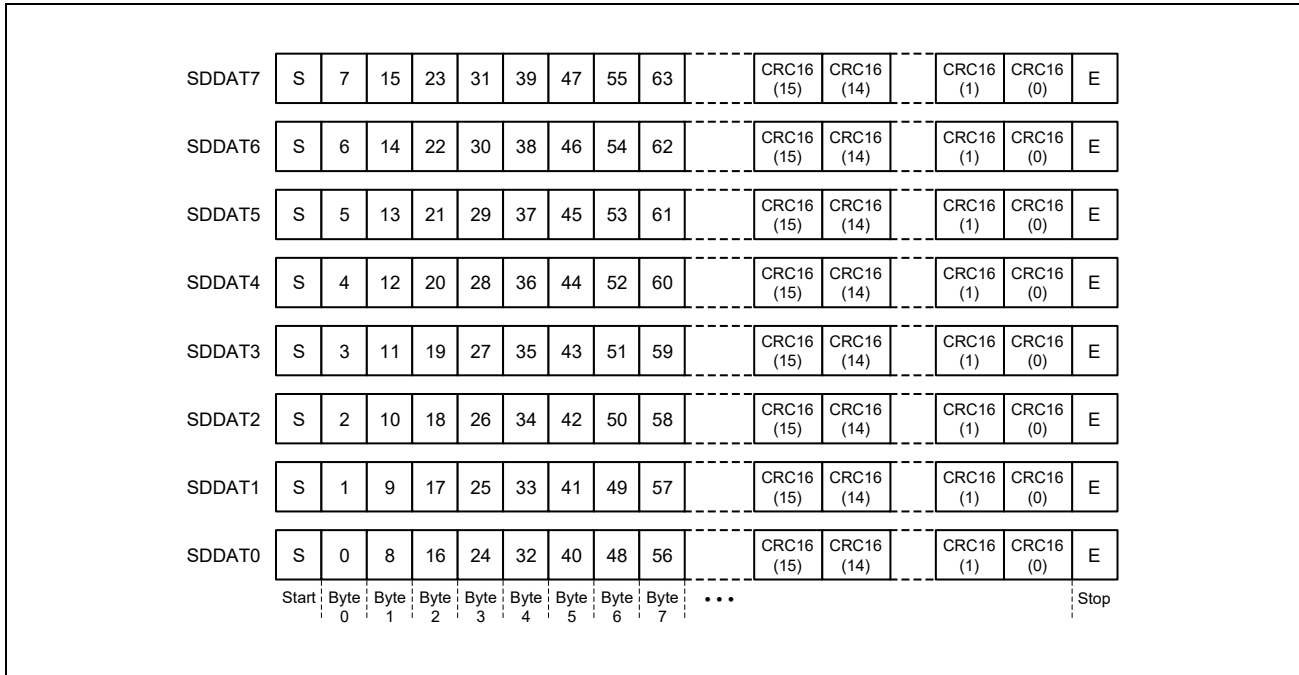 SDDAT7 S 7 15 23 31 39 47 55 63 CRC16 (15) CRC16 (14) CRC16 (1) CRC16 (0) E
SDDAT6 S 6 14 22 30 38 46 54 62 CRC16 (15) CRC16 (14) CRC16 (1) CRC16 (0) E
SDDAT5 S 5 13 21 29 37 45 53 61 CRC16 (15) CRC16 (14) CRC16 (1) CRC16 (0) E
SDDAT4 S 4 12 20 28 36 44 52 60 CRC16 (15) CRC16 (14) CRC16 (1) CRC16 (0) E
SDDAT3 S 3 11 19 27 35 43 51 59 CRC16 (15) CRC16 (14) CRC16 (1) CRC16 (0) E
SDDAT2 S 2 10 18 26 34 42 50 58 CRC16 (15) CRC16 (14) CRC16 (1) CRC16 (0) E
SDDAT1 S 1 9 17 25 33 41 49 57 CRC16 (15) CRC16 (14) CRC16 (1) CRC16 (0) E
SDDAT0 S 0 8 16 24 32 40 48 56 CRC16 (15) CRC16 (14) CRC16 (1) CRC16 (0) E
Start Byte 0 Byte 1 Byte 2 Byte 3 Byte 4 Byte 5 Byte 6 Byte 7 • • • Stop